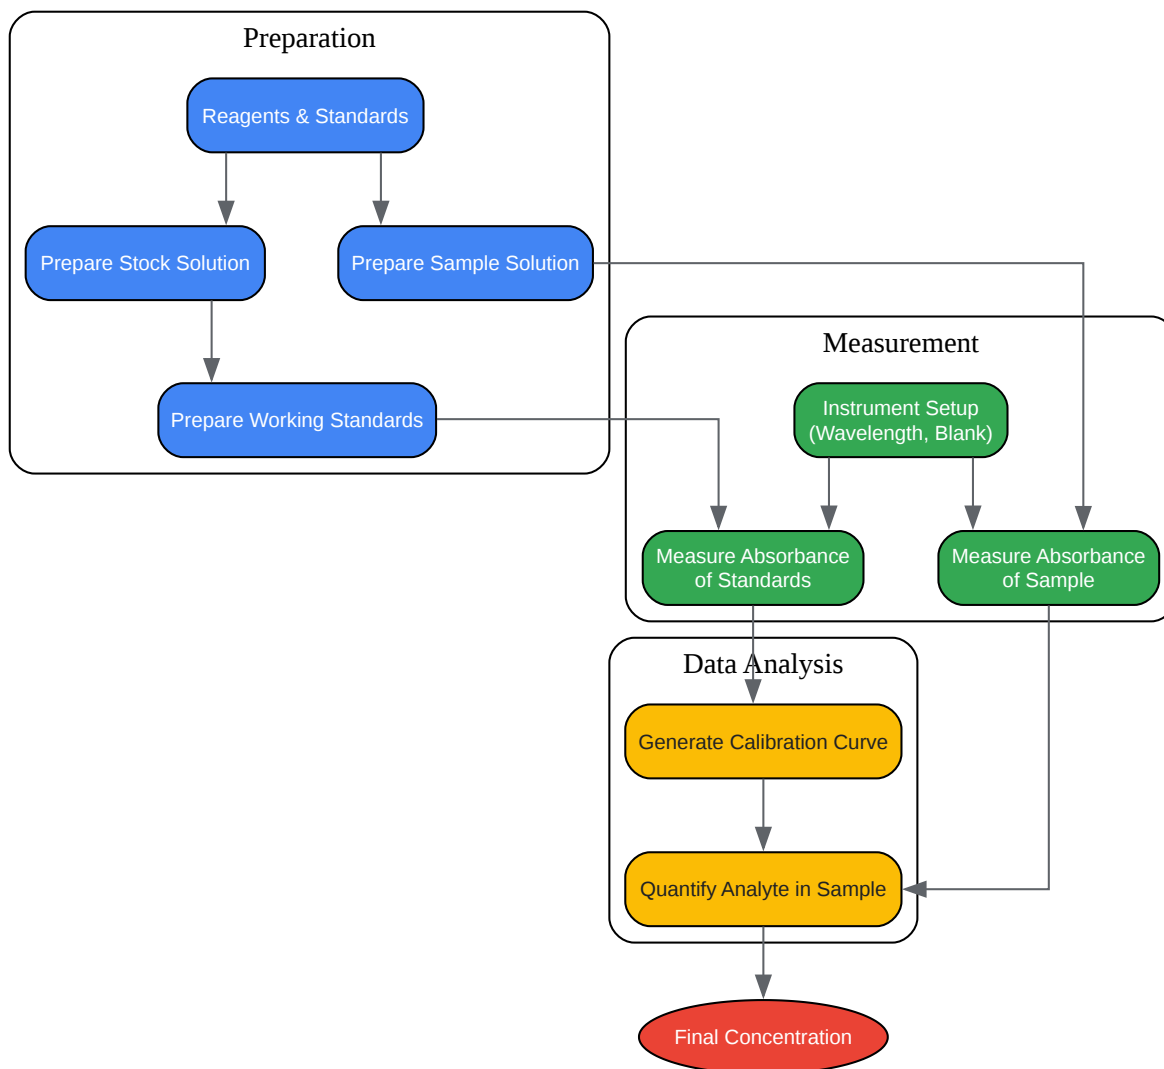 Preparation
Reagents & Standards
Prepare Stock Solution
Prepare Sample Solution
Prepare Working Standards
Measurement
Instrument Setup
(Wavelength, Blank)
Measure Absorbance
of Standards
Measure Absorbance
of Sample
Data Analysis
Generate Calibration Curve
Quantify Analyte in Sample
Final Concentration